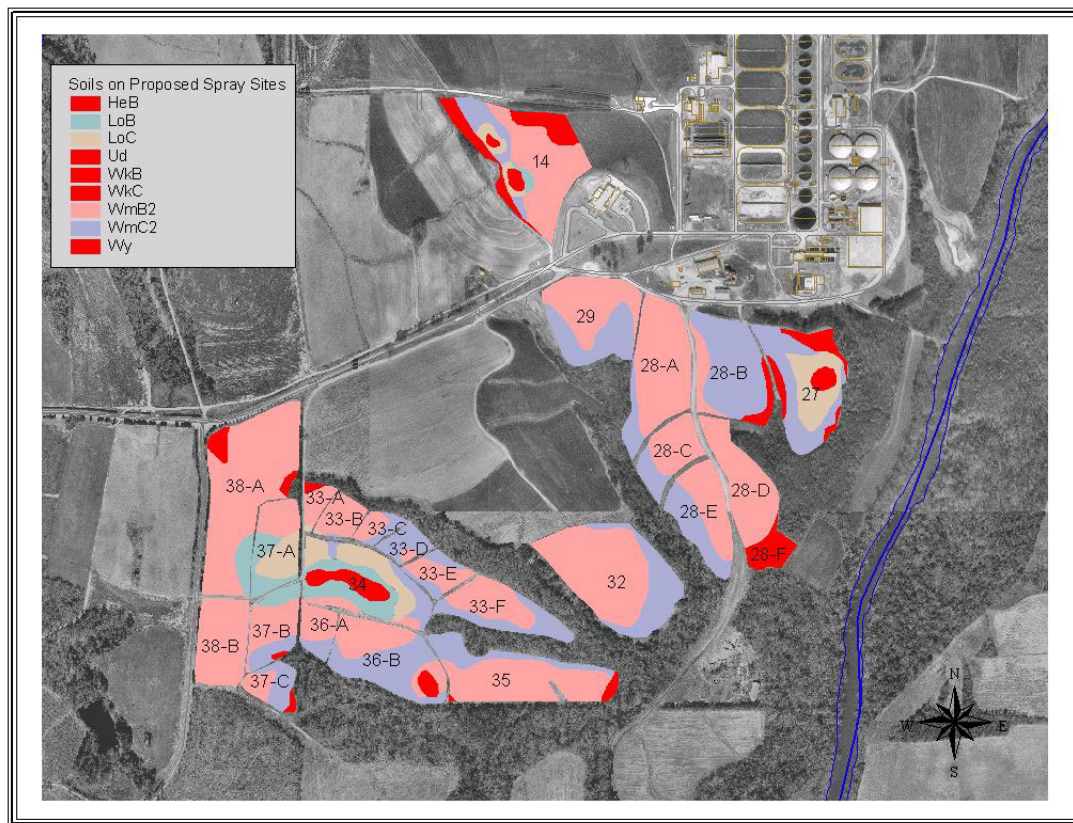 Soils on Proposed Spray Sites
HeB
LoB
LoC
Ud
WkB
WkC
WmB2
WmC2
Wy
14
29
28-A
28-B
27
28-C
28-D
28-E
28-F
38-A
33-A
33-B
33-C
37-A
33-D
33-E
34
32
33-F
36-A
37-B
38-B
36-B
37-C
35
N
W
E
S